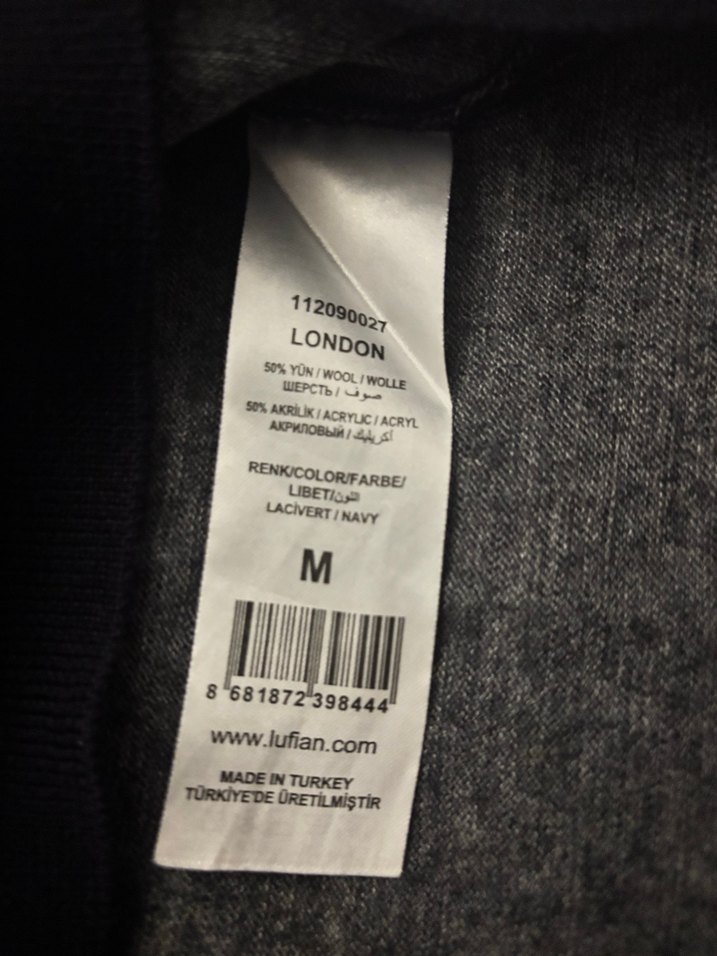 112090027
LONDON
50% YÜN / WOOL / WOLLE
ШЕРСТЬ / صوف
50% AKRİLİK / ACRYLIC / ACRYL
АКРИЛОВЫЙ / أكريليك
RENK/COLOR/FARBE/
LIBET/اللون
LACİVERT / NAVY
M
8 681872 398444
www.lufian.com
MADE IN TURKEY
TÜRKİYE'DE ÜRETİLMİŞTİR